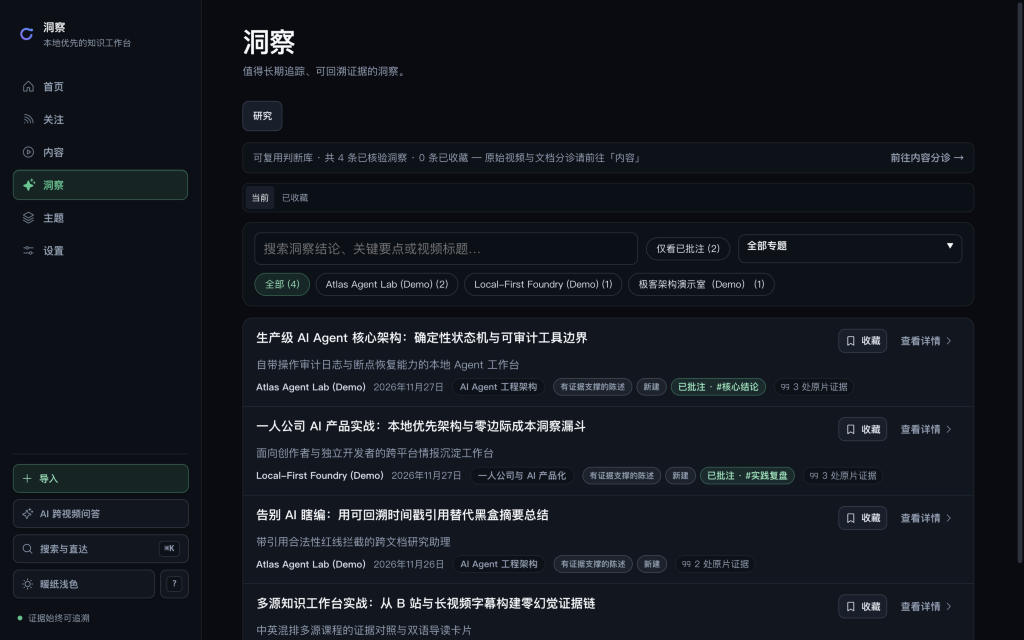 洞察
本地优先的知识工作台
首页
关注
内容
洞察
主题
设置
导入
AI 跨视频问答
搜索与直达 ⌘K
暖纸浅色 ?
证据始终可追溯
洞察
值得长期追踪、可回溯证据的洞察。
研究
可复用判断库 · 共 4 条已核验洞察 · 0 条已收藏 — 原始视频与文档分诊请前往「内容」 前往内容分诊 →
当前 已收藏
搜索洞察结论、关键要点或视频标题… 仅看已批注 (2) 全部专题 ▼
全部 (4) Atlas Agent Lab (Demo) (2) Local-First Foundry (Demo) (1) 极客架构演示室 (Demo) (1)
生产级 AI Agent 核心架构：确定性状态机与可审计工具边界 收藏 查看详情
自带操作审计日志与断点恢复能力的本地 Agent 工作台
Atlas Agent Lab (Demo) 2026年11月27日 AI Agent 工程架构 有证据支撑的陈述 新建 已批注 · #核心结论 3 处原片证据
一人公司 AI 产品实战：本地优先架构与零边际成本洞察漏斗 收藏 查看详情
面向创作者与独立开发者的跨平台情报沉淀工作台
Local-First Foundry (Demo) 2026年11月27日 一人公司与 AI 产品化 有证据支撑的陈述 新建 已批注 · #实践复盘 3 处原片证据
告别 AI 瞎编：用可回溯时间戳引用替代黑盒摘要总结 收藏 查看详情
带引用合法性红线拦截的跨文档研究助理
Atlas Agent Lab (Demo) 2026年11月26日 AI Agent 工程架构 有证据支撑的陈述 新建 2 处原片证据
多源知识工作台实战：从 B 站与长视频字幕构建零幻觉证据链 收藏 查看详情
中英混排多源课程的证据对照与双语导读卡片